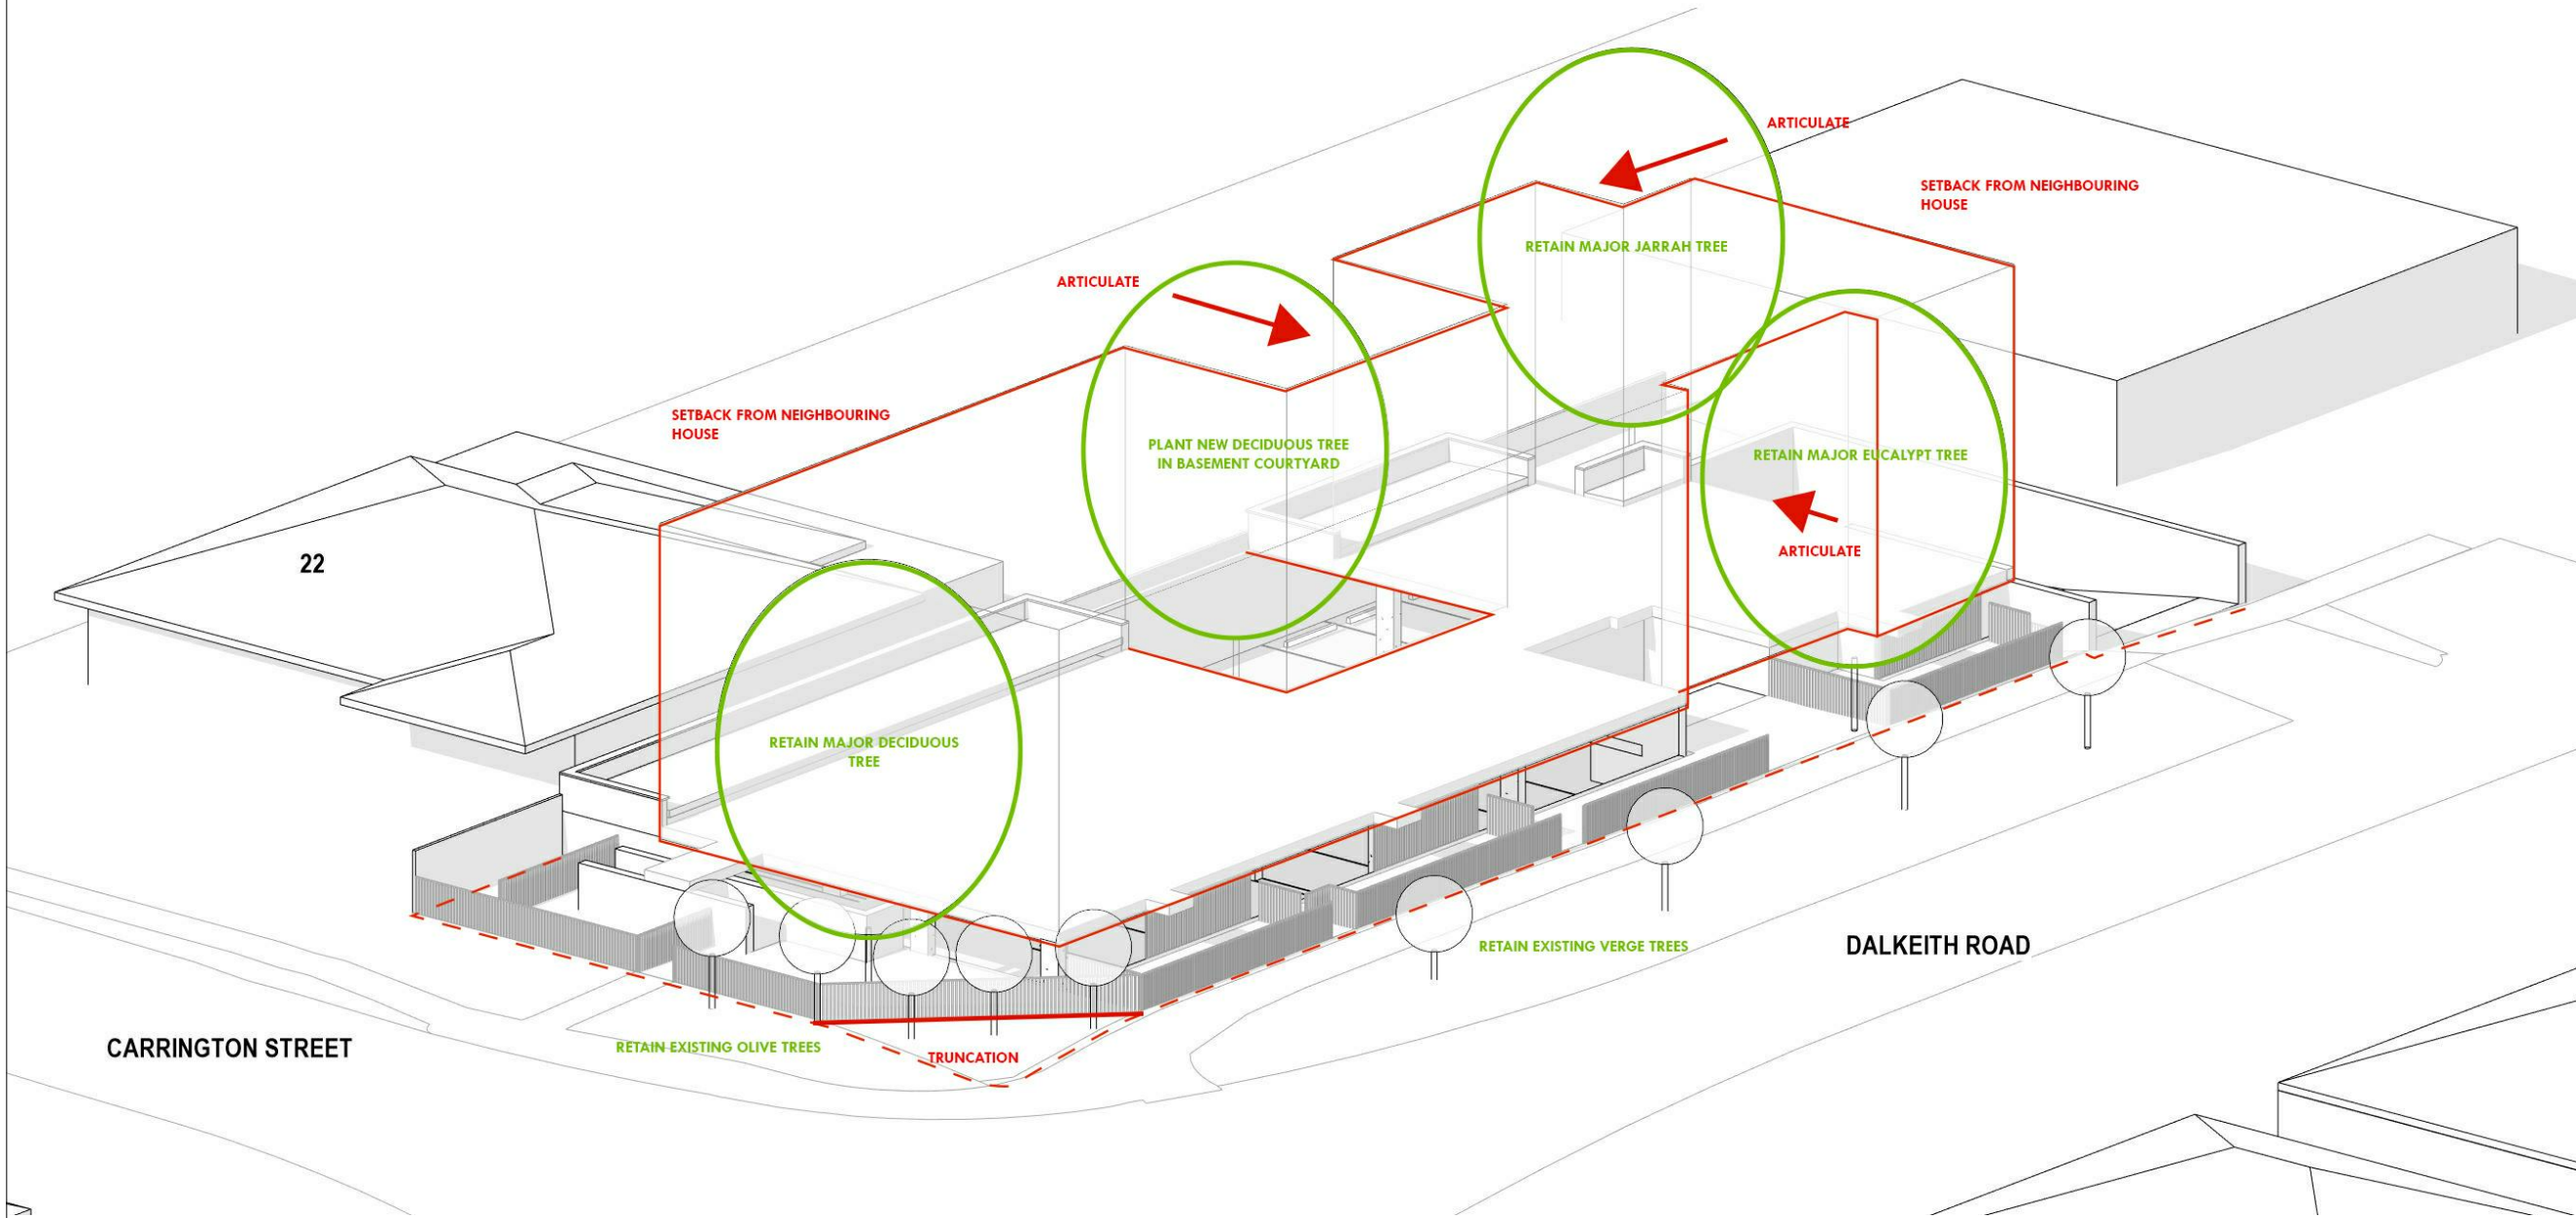 ARTICULATE
SETBACK FROM NEIGHBOURING
HOUSE
RETAIN MAJOR JARRAH TREE
ARTICULATE
SETBACK FROM NEIGHBOURING
HOUSE
PLANT NEW DECIDUOUS TREE
IN BASEMENT COURTYARD
RETAIN MAJOR EUCALYPT TREE
ARTICULATE
22
RETAIN MAJOR DECIDUOUS
TREE
RETAIN EXISTING VERGE TREES
DALKEITH ROAD
CARRINGTON STREET
RETAIN EXISTING OLIVE TREES
TRUNCATION